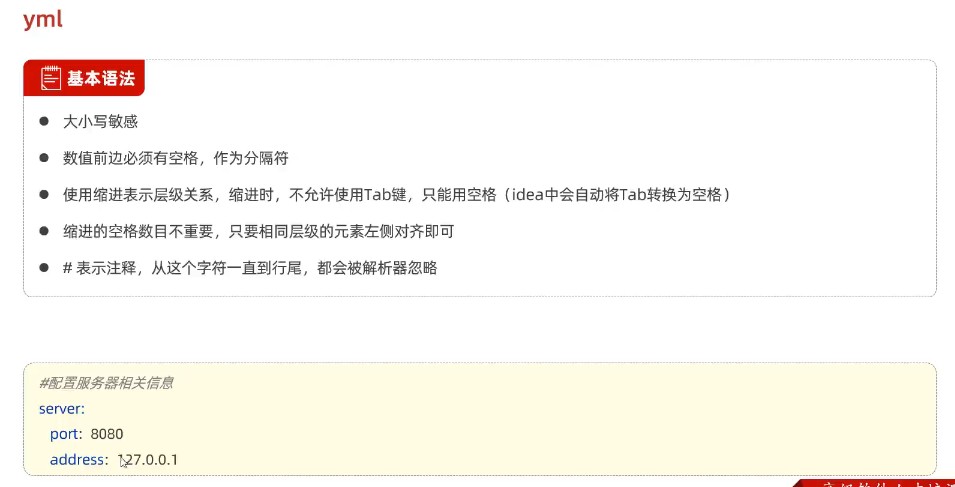 yml
基本语法
大小写敏感
数值前边必须有空格，作为分隔符
使用缩进表示层级关系，缩进时，不允许使用Tab键，只能用空格（idea中会自动将Tab转换为空格）
缩进的空格数目不重要，只要相同层级的元素左侧对齐即可
# 表示注释，从这个字符一直到行尾，都会被解析器忽略
#配置服务器相关信息
server:
port: 8080
address: 127.0.0.1